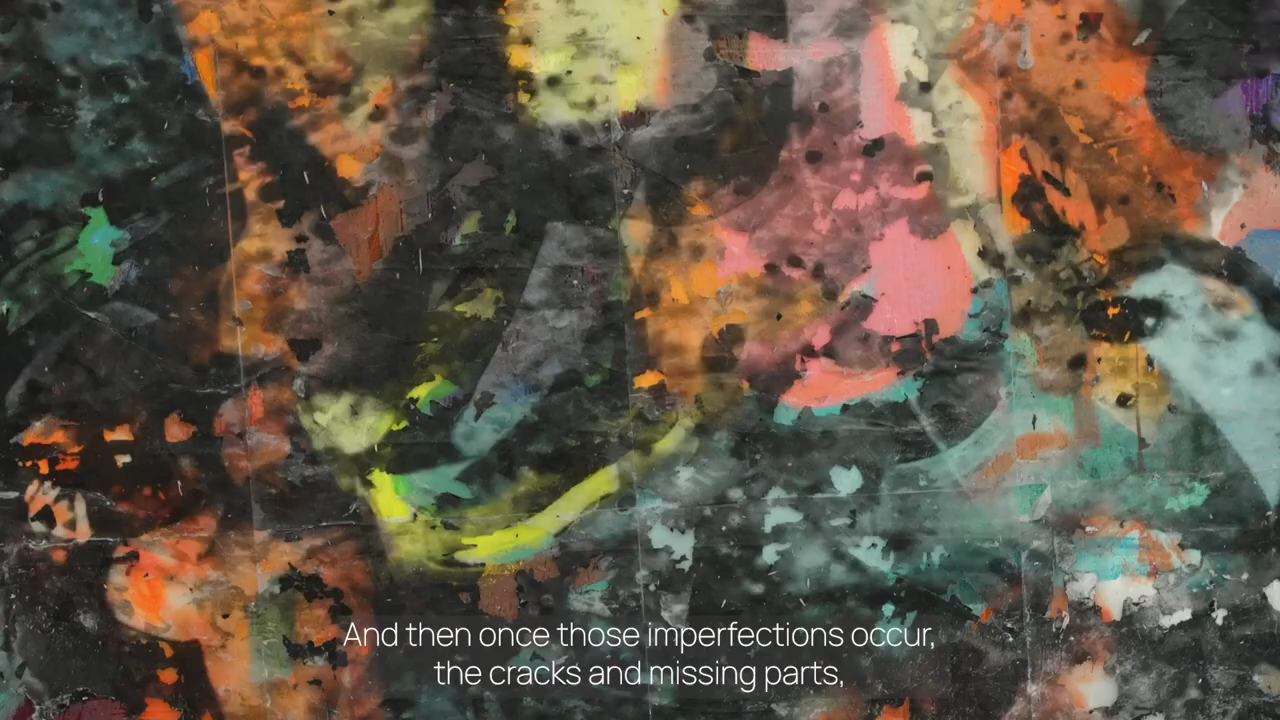 And then once those imperfections occur,
the cracks and missing parts,